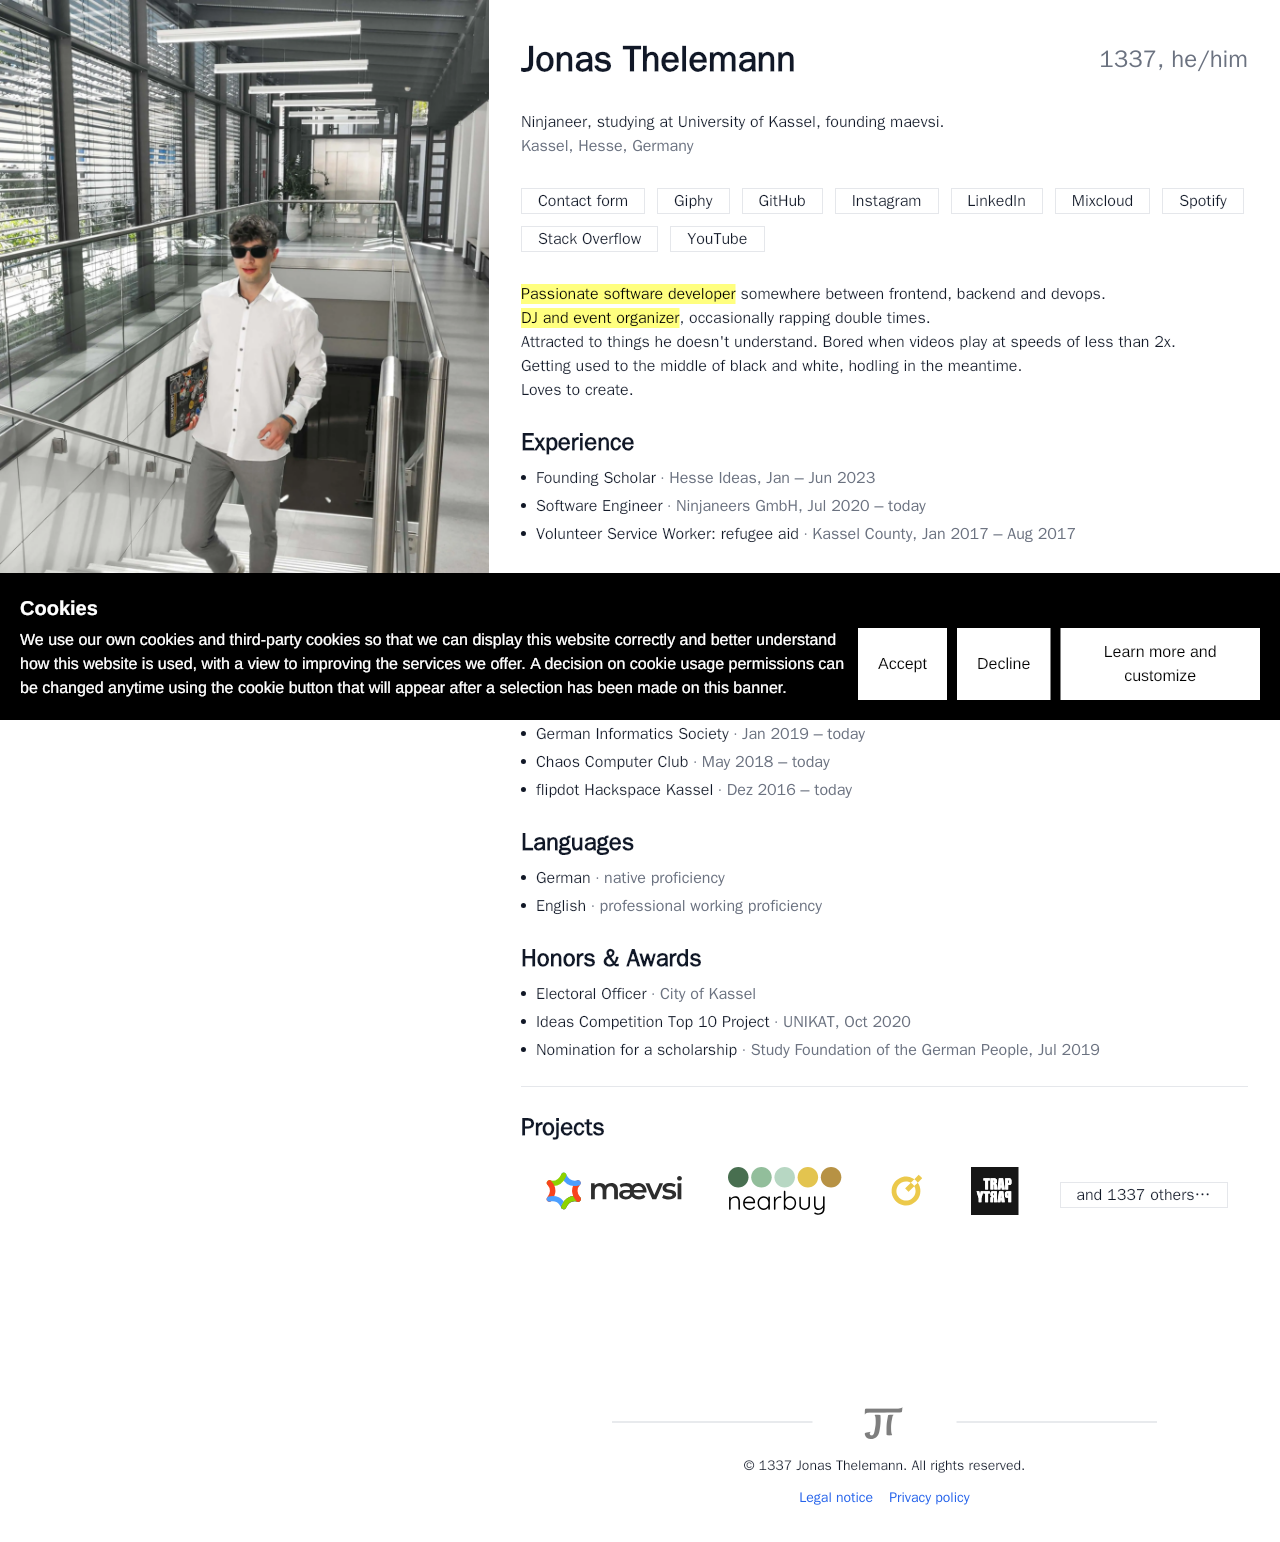 Jonas Thelemann
1337, he/him
Ninjaneer, studying at University of Kassel, founding maevsi.
Kassel, Hesse, Germany
Contact form Giphy GitHub Instagram LinkedIn Mixcloud Spotify
Stack Overflow YouTube
Passionate software developer somewhere between frontend, backend and devops.
DJ and event organizer, occasionally rapping double times.
Attracted to things he doesn't understand. Bored when videos play at speeds of less than 2x.
Getting used to the middle of black and white, hodling in the meantime.
Loves to create.
Experience
• Founding Scholar · Hesse Ideas, Jan – Jun 2023
• Software Engineer · Ninjaneers GmbH, Jul 2020 – today
• Volunteer Service Worker: refugee aid · Kassel County, Jan 2017 – Aug 2017
Cookies
We use our own cookies and third-party cookies so that we can display this website correctly and better understand
how this website is used, with a view to improving the services we offer. A decision on cookie usage permissions can
be changed anytime using the cookie button that will appear after a selection has been made on this banner.
Accept
Decline
Learn more and
customize
• German Informatics Society · Jan 2019 – today
• Chaos Computer Club · May 2018 – today
• flipdot Hackspace Kassel · Dez 2016 – today
Languages
• German · native proficiency
• English · professional working proficiency
Honors & Awards
• Electoral Officer · City of Kassel
• Ideas Competition Top 10 Project · UNIKAT, Oct 2020
• Nomination for a scholarship · Study Foundation of the German People, Jul 2019
Projects
mævsi
nearbuy
TRAP
PARTY
and 1337 others⋯
JT
© 1337 Jonas Thelemann. All rights reserved.
Legal notice Privacy policy